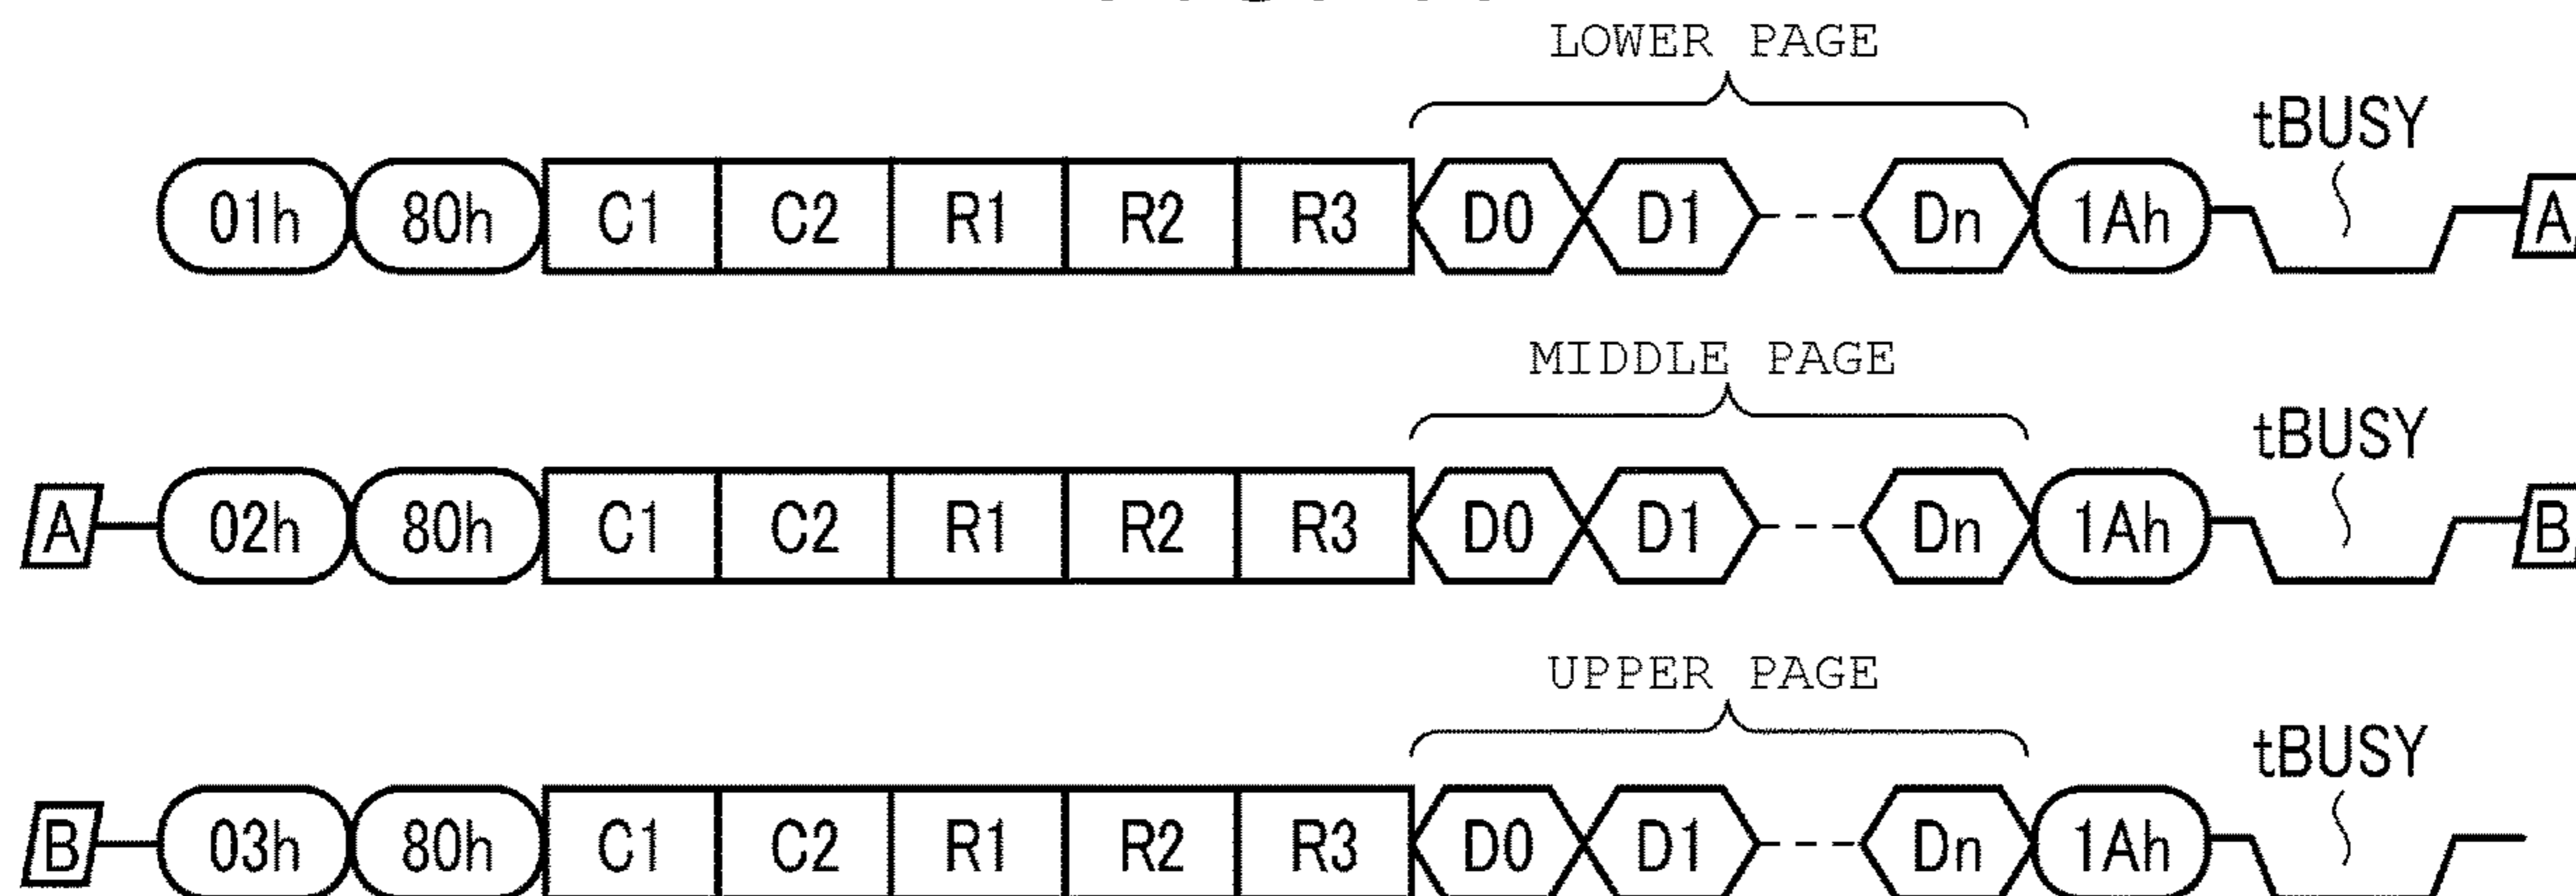 LOWER PAGE
tBUSY
01h 80h C1 C2 R1 R2 R3 D0 D1 Dn 1Ah A
MIDDLE PAGE
tBUSY
A 02h 80h C1 C2 R1 R2 R3 D0 D1 Dn 1Ah B
UPPER PAGE
tBUSY
B 03h 80h C1 C2 R1 R2 R3 D0 D1 Dn 1Ah